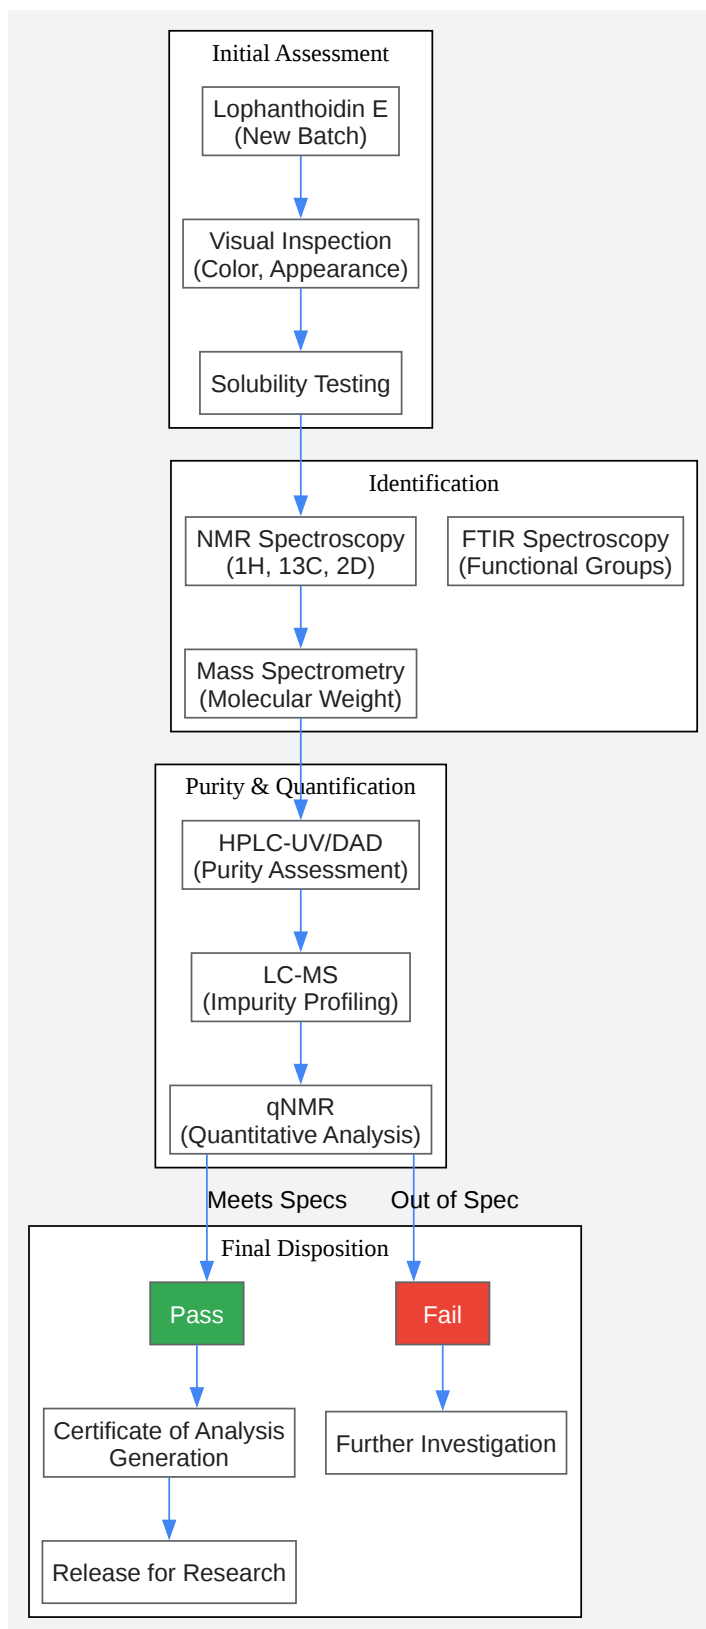 Initial Assessment
Lophanthoidin E
(New Batch)
Visual Inspection
(Color, Appearance)
Solubility Testing
Identification
NMR Spectroscopy
(1H, 13C, 2D)
FTIR Spectroscopy
(Functional Groups)
Mass Spectrometry
(Molecular Weight)
Purity & Quantification
HPLC-UV/DAD
(Purity Assessment)
LC-MS
(Impurity Profiling)
qNMR
(Quantitative Analysis)
Meets Specs
Out of Spec
Final Disposition
Pass
Fail
Certificate of Analysis
Generation
Further Investigation
Release for Research